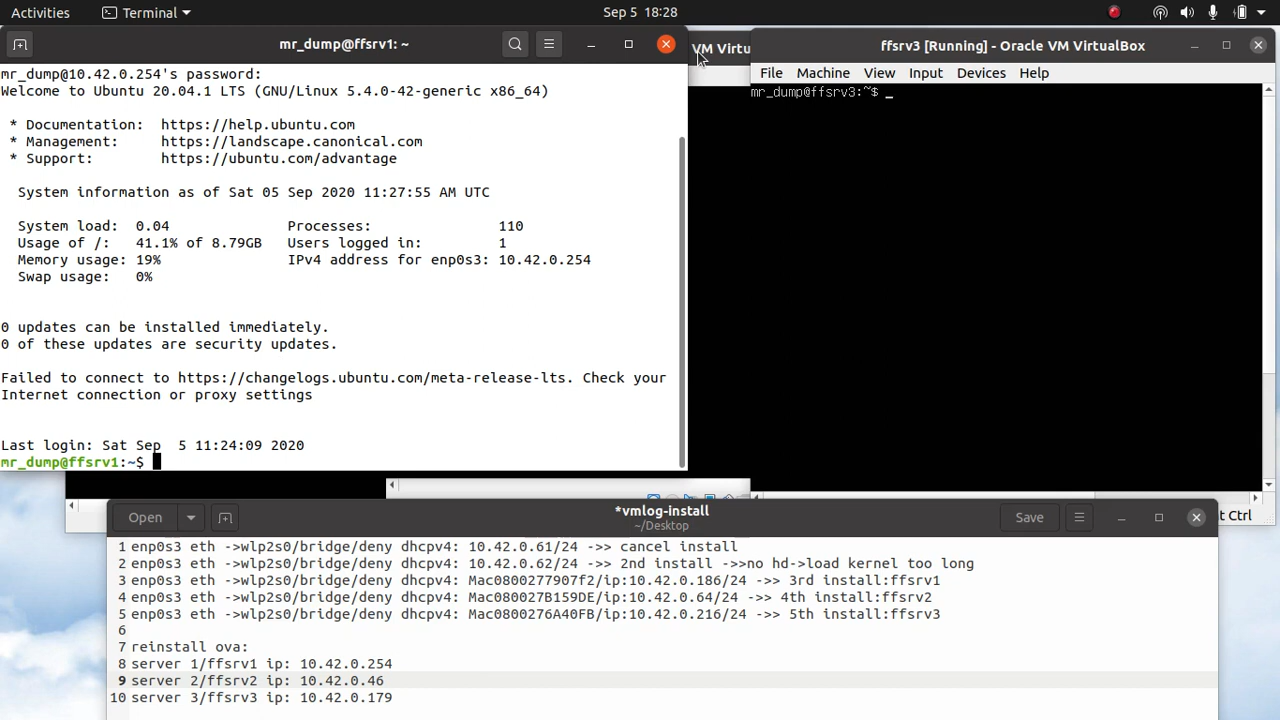 Activities Terminal Sep 5 18:28
mr_dump@ffsrv1: ~
mr_dump@10.42.0.254's password:
Welcome to Ubuntu 20.04.1 LTS (GNU/Linux 5.4.0-42-generic x86_64)
* Documentation: https://help.ubuntu.com
* Management: https://landscape.canonical.com
* Support: https://ubuntu.com/advantage
System information as of Sat 05 Sep 2020 11:27:55 AM UTC
System load: 0.04 Processes: 110
Usage of /: 41.1% of 8.79GB Users logged in: 1
Memory usage: 19% IPv4 address for enp0s3: 10.42.0.254
Swap usage: 0%
0 updates can be installed immediately.
0 of these updates are security updates.
Failed to connect to https://changelogs.ubuntu.com/meta-release-lts. Check your
Internet connection or proxy settings
Last login: Sat Sep 5 11:24:09 2020
mr_dump@ffsrv1:~$
VM Virtu
ffsrv3 [Running] - Oracle VM VirtualBox
File Machine View Input Devices Help
mr_dump@ffsrv3:~$ _
t Ctrl
Open *vmlog-install Save
~/Desktop
1 enp0s3 eth ->wlp2s0/bridge/deny dhcpv4: 10.42.0.61/24 ->> cancel install
2 enp0s3 eth ->wlp2s0/bridge/deny dhcpv4: 10.42.0.62/24 ->> 2nd install ->>no hd->load kernel too long
3 enp0s3 eth ->wlp2s0/bridge/deny dhcpv4: Mac0800277907f2/ip:10.42.0.186/24 ->> 3rd install:ffsrv1
4 enp0s3 eth ->wlp2s0/bridge/deny dhcpv4: Mac080027B159DE/ip:10.42.0.64/24 ->> 4th install:ffsrv2
5 enp0s3 eth ->wlp2s0/bridge/deny dhcpv4: Mac0800276A40FB/ip:10.42.0.216/24 ->> 5th install:ffsrv3
6
7 reinstall ova:
8 server 1/ffsrv1 ip: 10.42.0.254
9 server 2/ffsrv2 ip: 10.42.0.46
10 server 3/ffsrv3 ip: 10.42.0.179